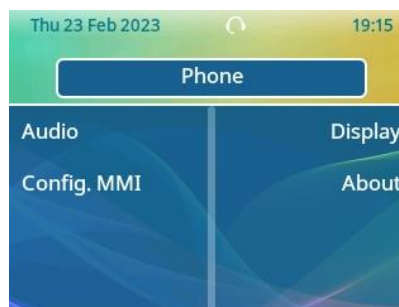 Thu 23 Feb 2023 19:15
Phone
Audio Display
Config. MMI About